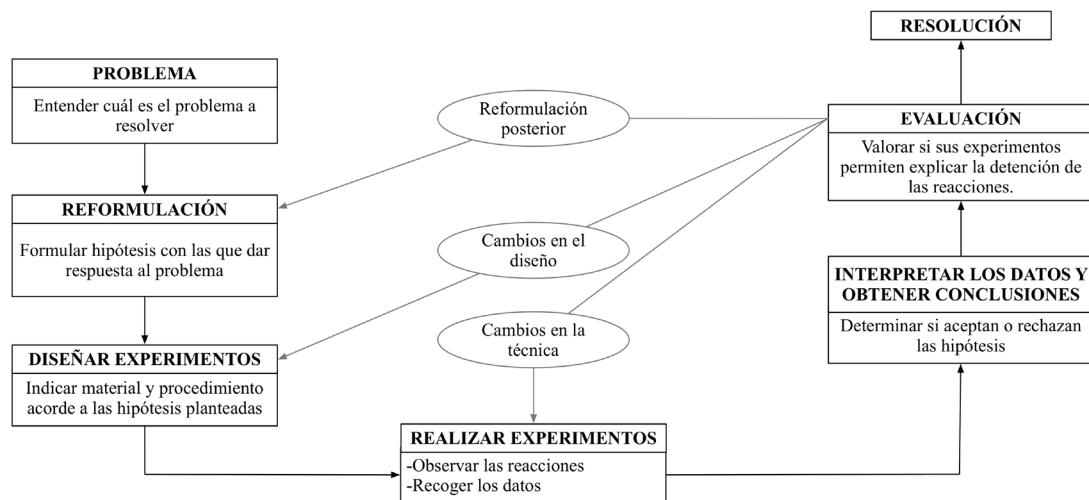 PROBLEMA
Entender cuál es el problema a
resolver
REFORMULACIÓN
Formular hipótesis con las que dar
respuesta al problema
DISEÑAR EXPERIMENTOS
Indicar material y procedimiento
acorde a las hipótesis planteadas
Reformulación
posterior
Cambios en el
diseño
Cambios en la
técnica
REALIZAR EXPERIMENTOS
-Observar las reacciones
-Recoger los datos
RESOLUCIÓN
EVALUACIÓN
Valorar si sus experimentos
permiten explicar la detención de
las reacciones.
INTERPRETAR LOS DATOS Y
OBTENER CONCLUSIONES
Determinar si aceptan o rechazan
las hipótesis